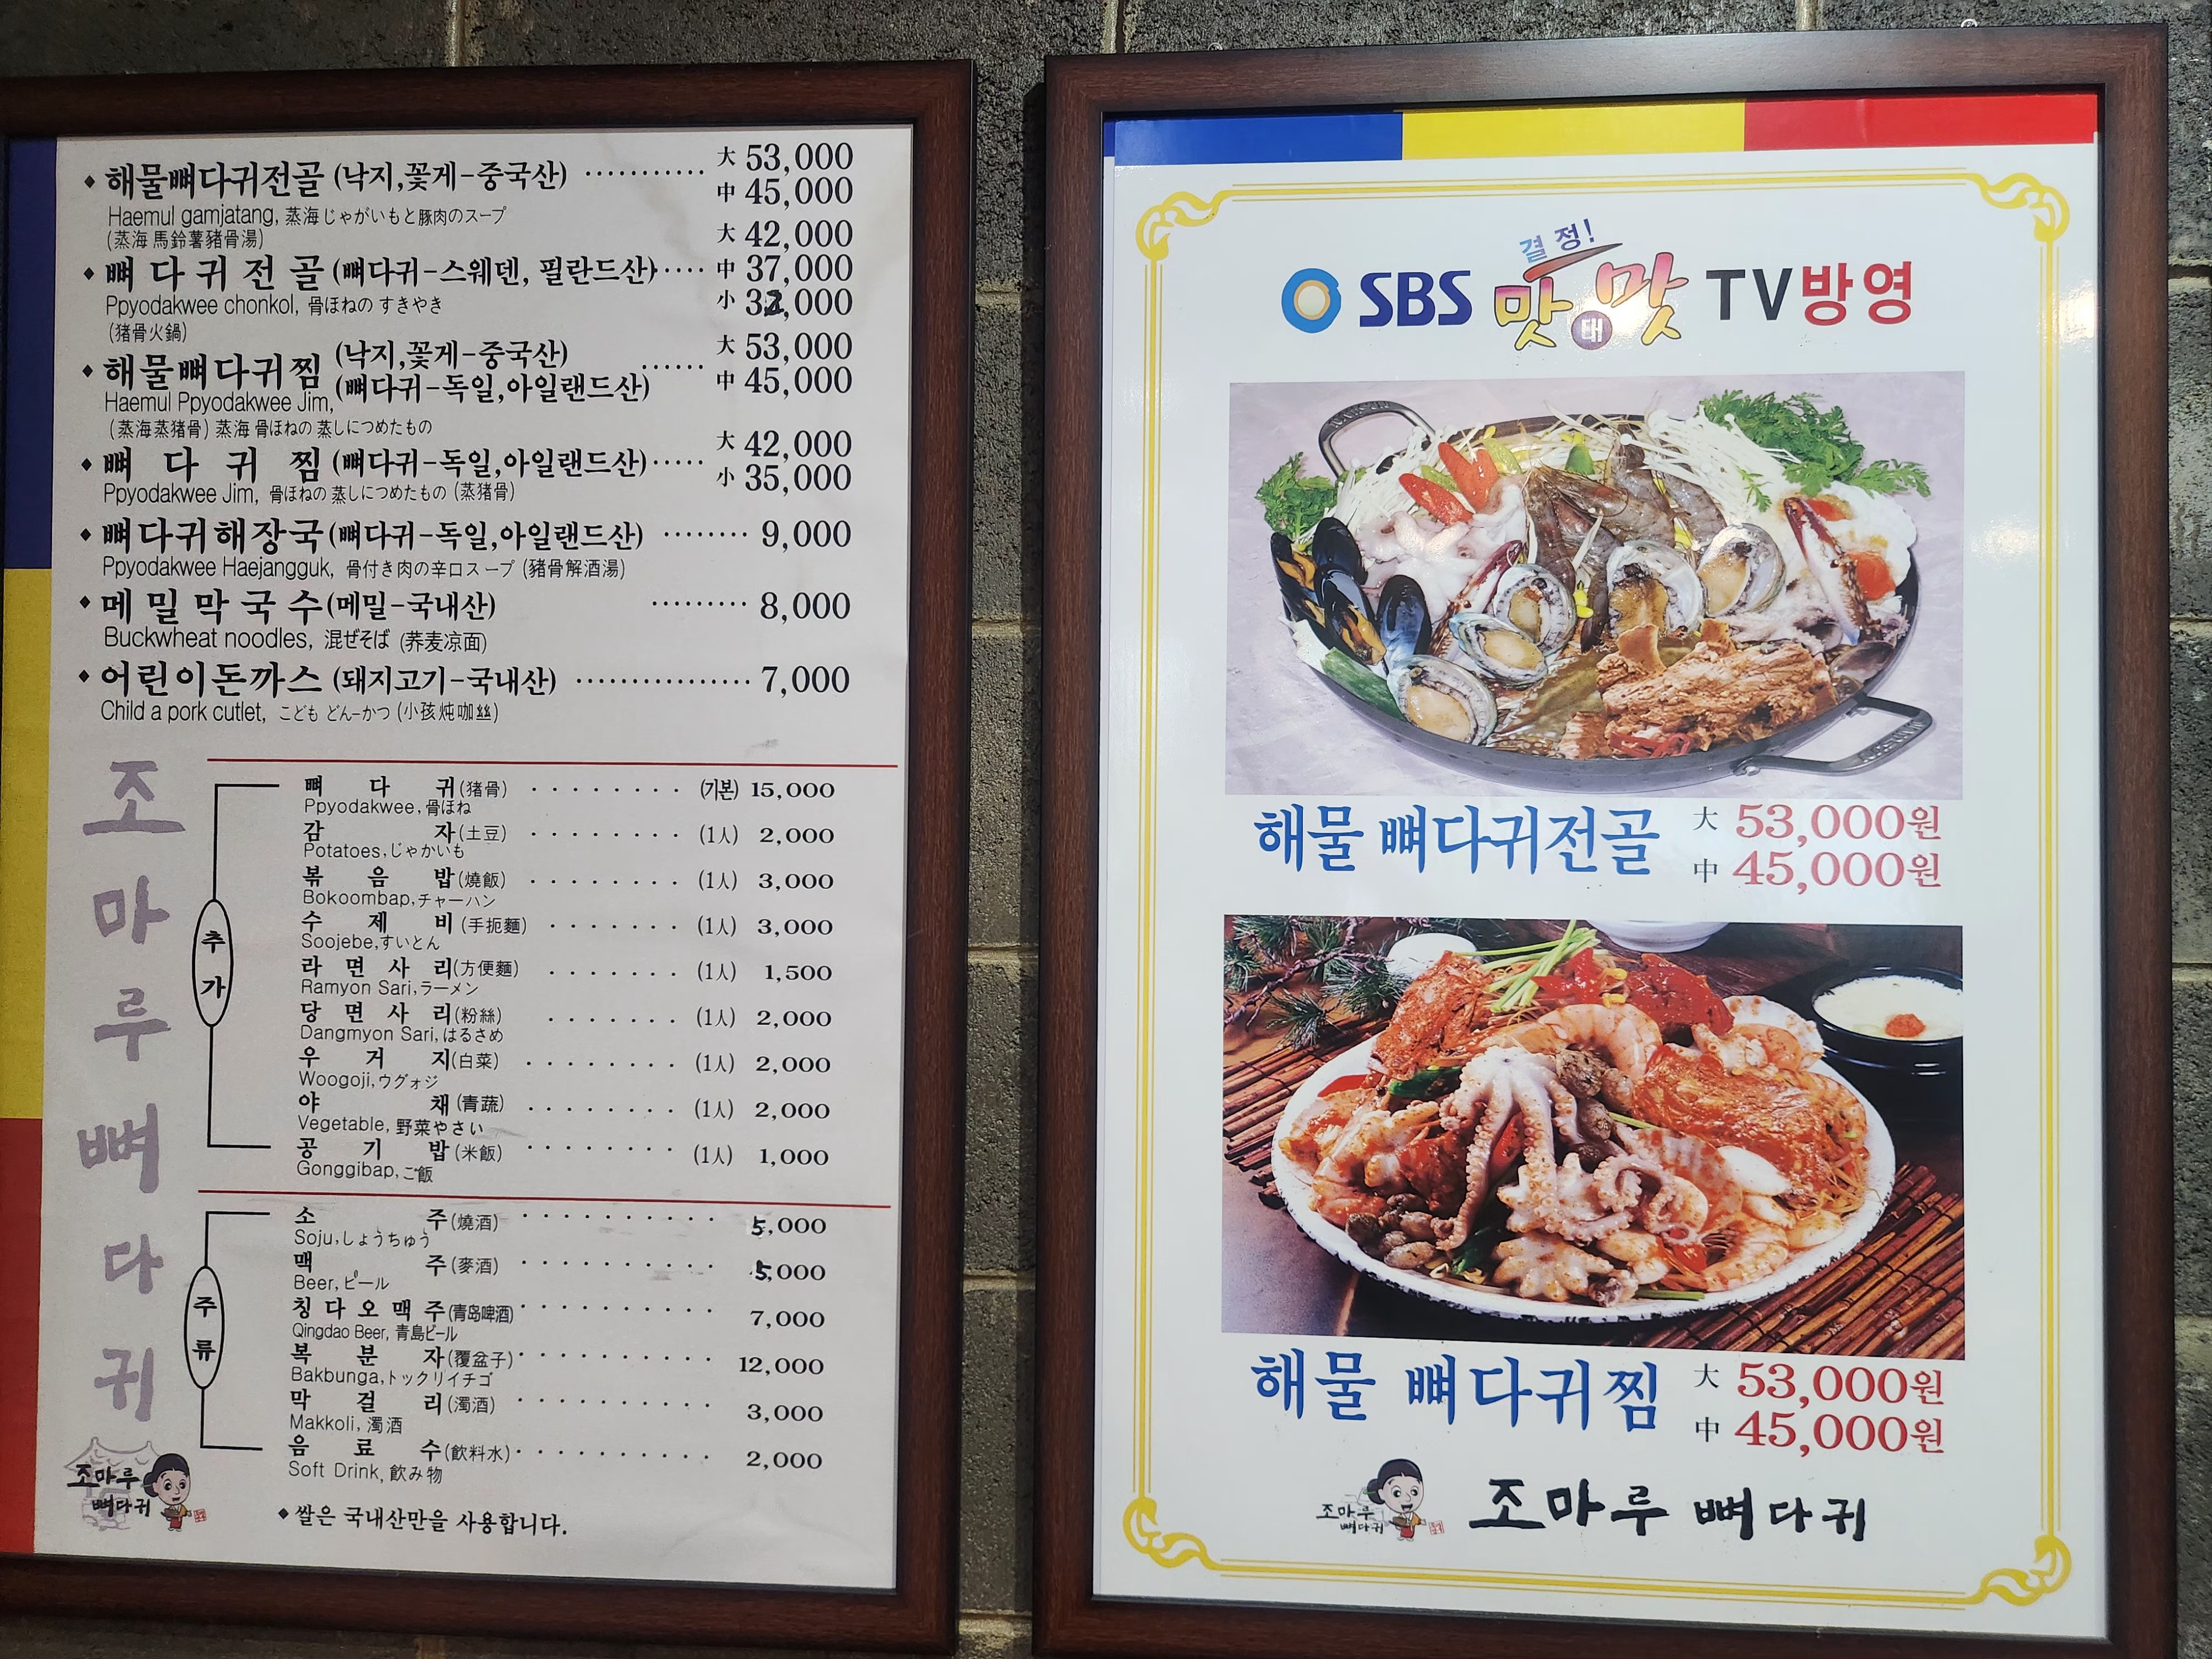 ◆ 해물뼈다귀전골 (낙지,꽃게-중국산) ··········· 大 53,000
中 45,000
Haemul gamjatang, 蒸海 じゃがいもと豚肉のスープ
(蒸海 馬鈴薯豬骨湯)
大 42,000
◆ 뼈 다 귀 전 골 (뼈다귀-스웨덴, 필란드산)····· 中 37,000
小 32,000
Ppyodakwee chonkol, 骨ほねの すきやき
(猪骨火鍋)
◆ 해물뼈다귀찜 (낙지,꽃게-중국산) ······ 大 53,000
(뼈다귀-독일,아일랜드산) 中 45,000
Haemul Ppyodakwee Jim,
(蒸海蒸猪骨) 蒸海 骨ほねの 蒸しにつめたもの
大 42,000
◆ 뼈 다 귀 찜 (뼈다귀-독일,아일랜드산)·····
小 35,000
Ppyodakwee Jim, 骨ほねの 蒸しにつめたもの (蒸猪骨)
◆ 뼈다귀해장국(뼈다귀-독일,아일랜드산) ········ 9,000
Ppyodakwee Haejangguk, 骨付き肉の辛口スープ (豬骨解酒湯)
◆ 메 밀 막 국 수(메밀-국내산) ········· 8,000
Buckwheat noodles, 混ぜそば (荞麦凉面)
◆ 어린이돈까스 (돼지고기-국내산) ················ 7,000
Child a pork cutlet, こども どん-かつ (小孩炖咖丝)
조마루뼈다귀
추가
뼈 다 귀(猪骨) ········ (기본) 15,000
Ppyodakwee, 骨ほね
감 자(土豆) ········ (1人) 2,000
Potatoes,じゃかいも
볶 음 밥(燒飯) ········ (1人) 3,000
Bokoombap,チャーハン
수 제 비(手扼麵) ······· (1人) 3,000
Soojebe,すいとん
라 면 사 리(方便麵) ······· (1人) 1,500
Ramyon Sari,ラーメン
당 면 사 리(粉絲) ······· (1人) 2,000
Dangmyon Sari,はるさめ
우 거 지(白菜) ········ (1人) 2,000
Woogoji,ウグォジ
야 채(青蔬) ········ (1人) 2,000
Vegetable, 野菜やさい
공 기 밥(米飯) ········ (1人) 1,000
Gonggibap,ご飯
주류
소 주(燒酒) ·········· 5,000
Soju,しょうちゅう
맥 주(麥酒) ·········· 5,000
Beer,ビール
칭 다 오 맥 주(青岛啤酒) ·········· 7,000
Qingdao Beer, 青島ビール
복 분 자(覆盆子) ·········· 12,000
Bakbunga,トックリイチゴ
막 걸 리(濁酒) ·········· 3,000
Makkoli, 濁酒
음 료 수(飲料水) ·········· 2,000
Soft Drink, 飲み物
조마루
뼈다귀
◆ 쌀은 국내산만을 사용합니다.
결정!
SBS 맛대맛 TV방영
해물 뼈다귀전골 大 53,000원
中 45,000원
해물 뼈다귀찜 大 53,000원
中 45,000원
조마루
뼈다귀
조마루 뼈다귀